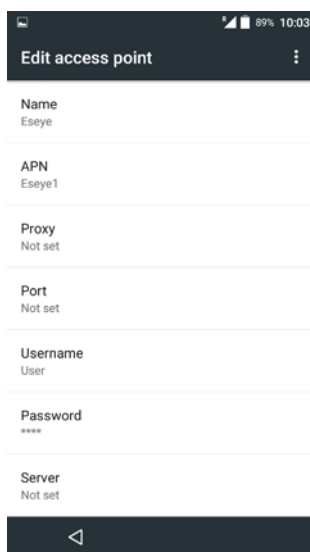 89% 10:03
Edit access point
Name
Eseye
APN
Eseye1
Proxy
Not set
Port
Not set
Username
User
Password
****
Server
Not set